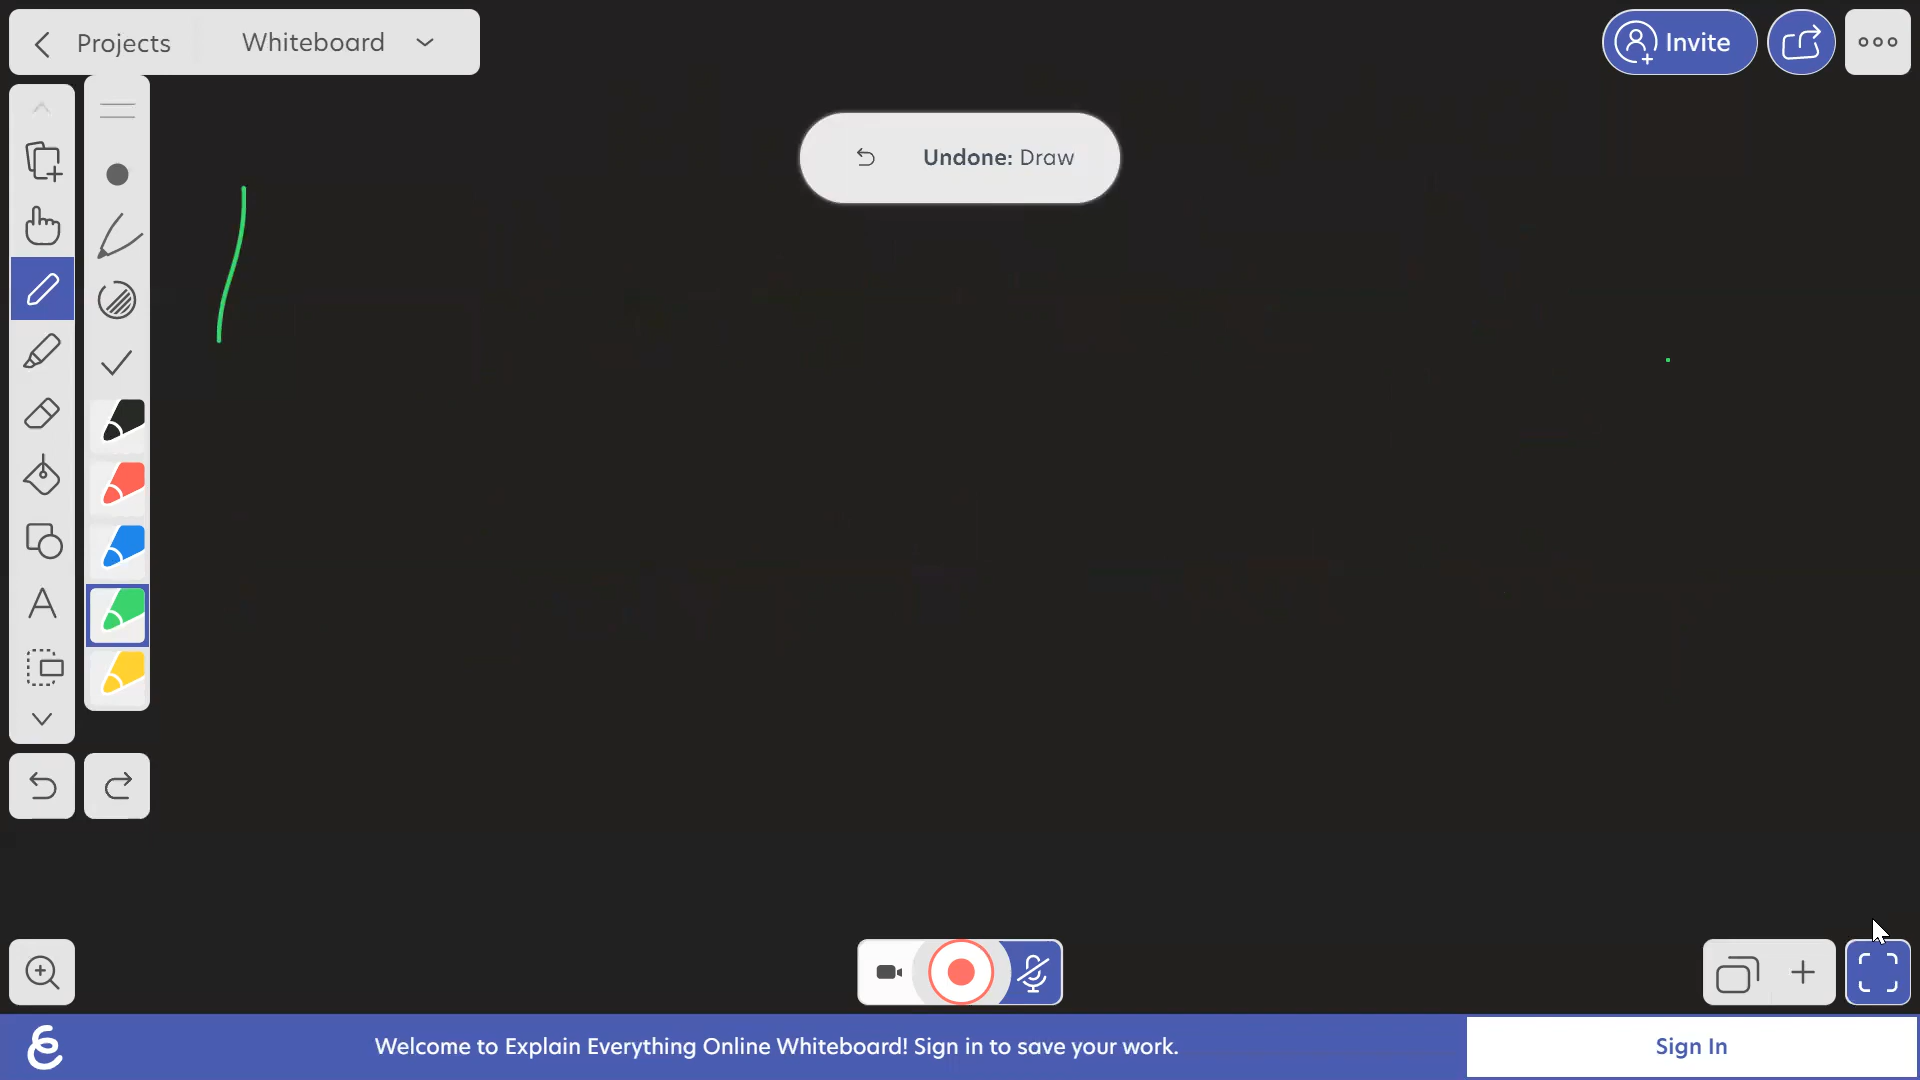 Projects
Whiteboard
Invite
Undone: Draw
A
Welcome to Explain Everything Online Whiteboard! Sign in to save your work.
Sign In